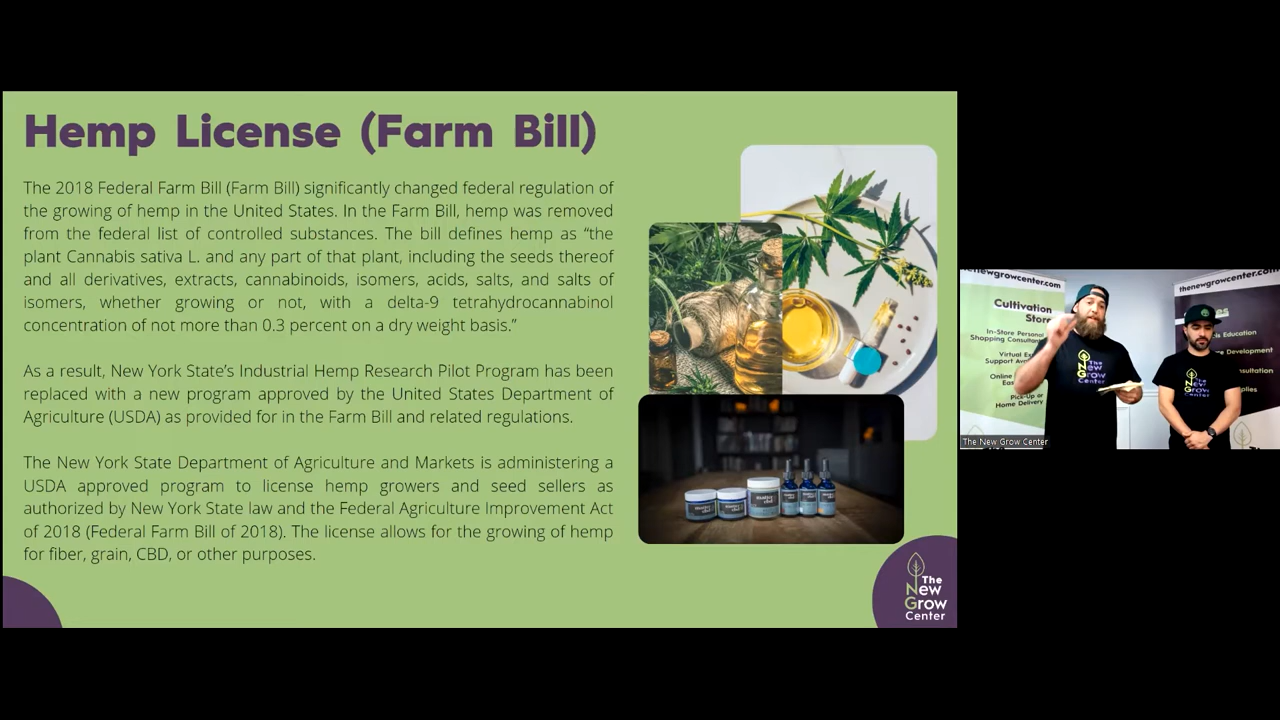 Hemp License (Farm Bill)
The 2018 Federal Farm Bill (Farm Bill) significantly changed federal regulation of
the growing of hemp in the United States. In the Farm Bill, hemp was removed
from the federal list of controlled substances. The bill defines hemp as “the
plant Cannabis sativa L. and any part of that plant, including the seeds thereof
and all derivatives, extracts, cannabinoids, isomers, acids, salts, and salts of
isomers, whether growing or not, with a delta-9 tetrahydrocannabinol
concentration of not more than 0.3 percent on a dry weight basis.”
As a result, New York State’s Industrial Hemp Research Pilot Program has been
replaced with a new program approved by the United States Department of
Agriculture (USDA) as provided for in the Farm Bill and related regulations.
The New York State Department of Agriculture and Markets is administering a
USDA approved program to license hemp growers and seed sellers as
authorized by New York State law and the Federal Agriculture Improvement Act
of 2018 (Federal Farm Bill of 2018). The license allows for the growing of hemp
for fiber, grain, CBD, or other purposes.
The
New
Grow
Center
thenewgrowcenter.com
Cultivation
Store
In-Store Personal
Shopping
Virtual
Support
Online
Pick-Up or
Home Delivery
The
New
Grow
Center
thenewgrowcenter.com
Education
Development
The New Grow Center